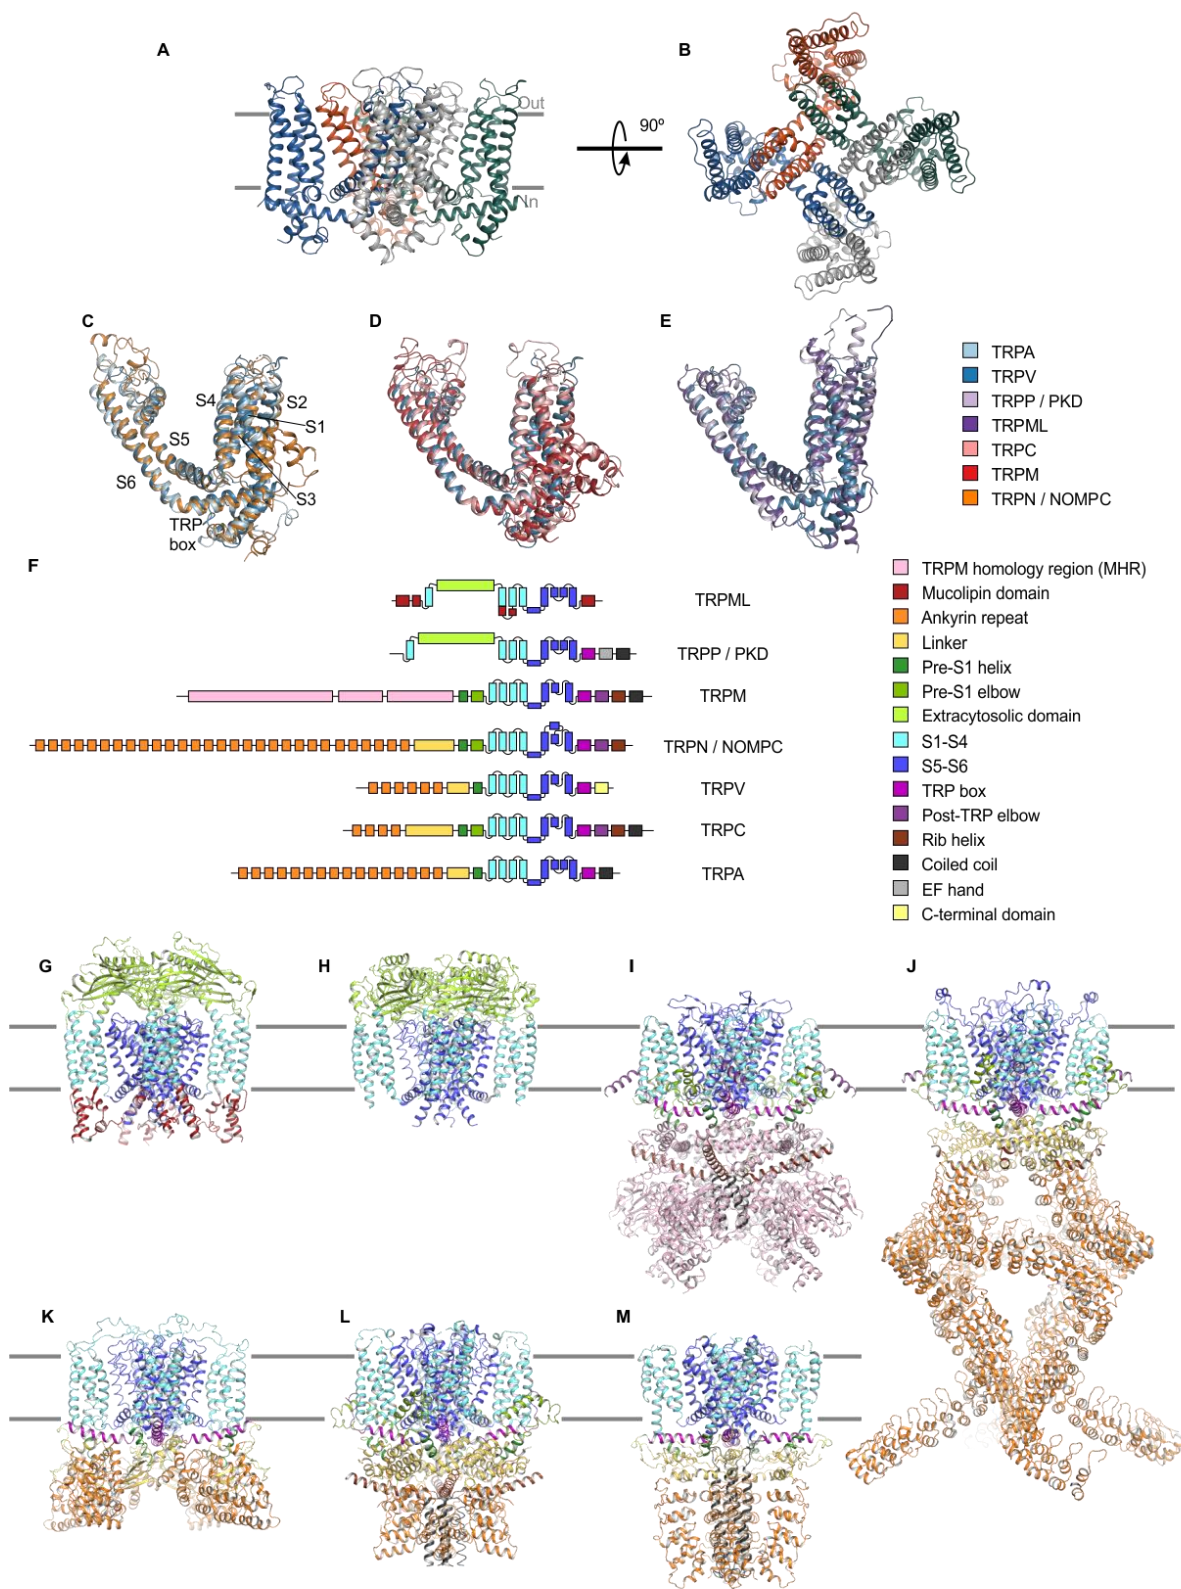 A
B
Out
In
90º
C
D
E
S4
S2
S1
S5
S6
S3
TRP
box
TRPA
TRPV
TRPP / PKD
TRPML
TRPC
TRPM
TRPN / NOMPC
F
TRPML
TRPP / PKD
TRPM
TRPN / NOMPC
TRPV
TRPC
TRPA
TRPM homology region (MHR)
Mucolipin domain
Ankyrin repeat
Linker
Pre-S1 helix
Pre-S1 elbow
Extracytosolic domain
S1-S4
S5-S6
TRP box
Post-TRP elbow
Rib helix
Coiled coil
EF hand
C-terminal domain
G
H
I
J
K
L
M